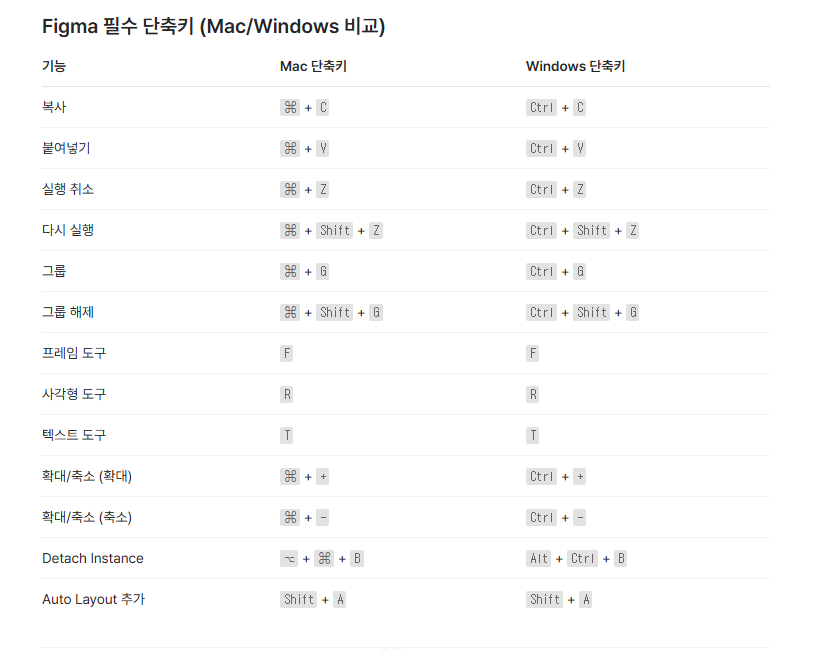 Figma 필수 단축키 (Mac/Windows 비교)
기능 Mac 단축키 Windows 단축키
복사 ⌘ + C Ctrl + C
붙여넣기 ⌘ + V Ctrl + V
실행 취소 ⌘ + Z Ctrl + Z
다시 실행 ⌘ + Shift + Z Ctrl + Shift + Z
그룹 ⌘ + G Ctrl + G
그룹 해제 ⌘ + Shift + G Ctrl + Shift + G
프레임 도구 F F
사각형 도구 R R
텍스트 도구 T T
확대/축소 (확대) ⌘ + + Ctrl + +
확대/축소 (축소) ⌘ + - Ctrl + -
Detach Instance ⌥ + ⌘ + B Alt + Ctrl + B
Auto Layout 추가 Shift + A Shift + A